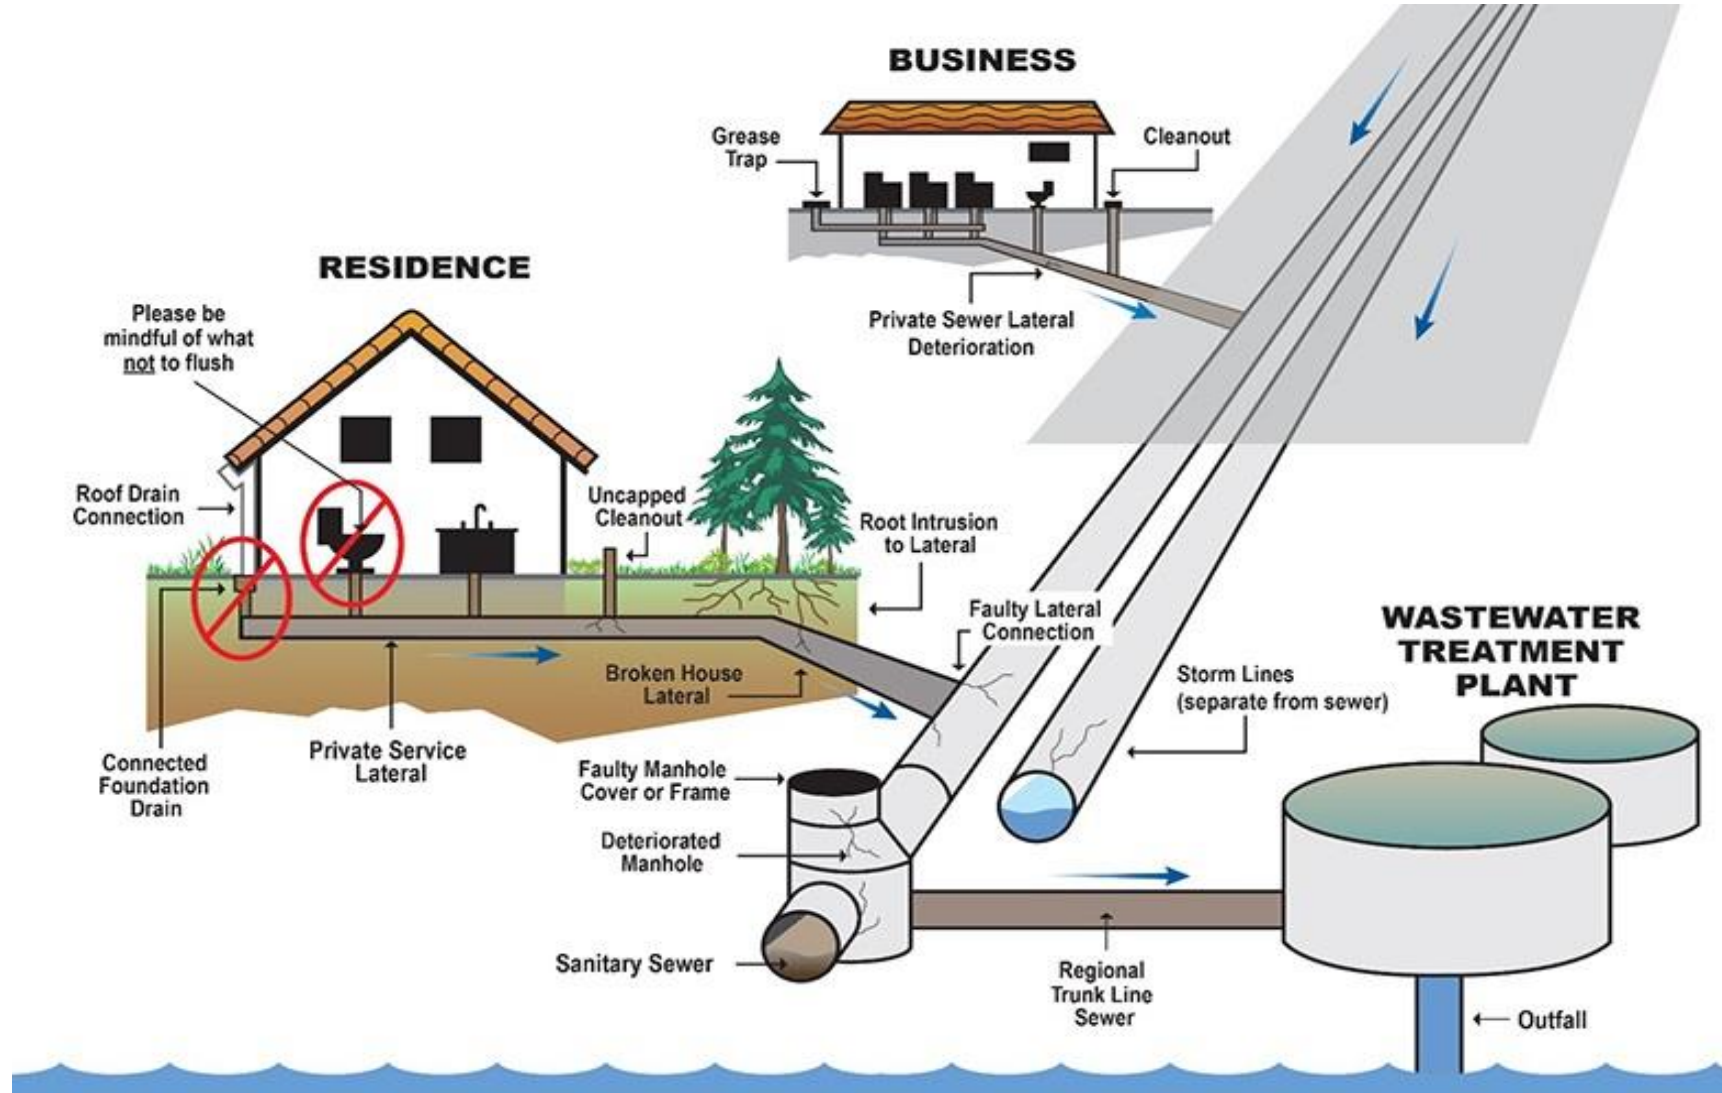 BUSINESS
Grease
Trap
Cleanout
Private Sewer Lateral
Deterioration
RESIDENCE
Please be
mindful of what
not to flush
Roof Drain
Connection
Uncapped
Cleanout
Root Intrusion
to Lateral
Faulty Lateral
Connection
Broken House
Lateral
Private Service
Lateral
Connected
Foundation
Drain
Storm Lines
(separate from sewer)
WASTEWATER
TREATMENT
PLANT
Faulty Manhole
Cover or Frame
Deteriorated
Manhole
Sanitary Sewer
Regional
Trunk Line
Sewer
Outfall